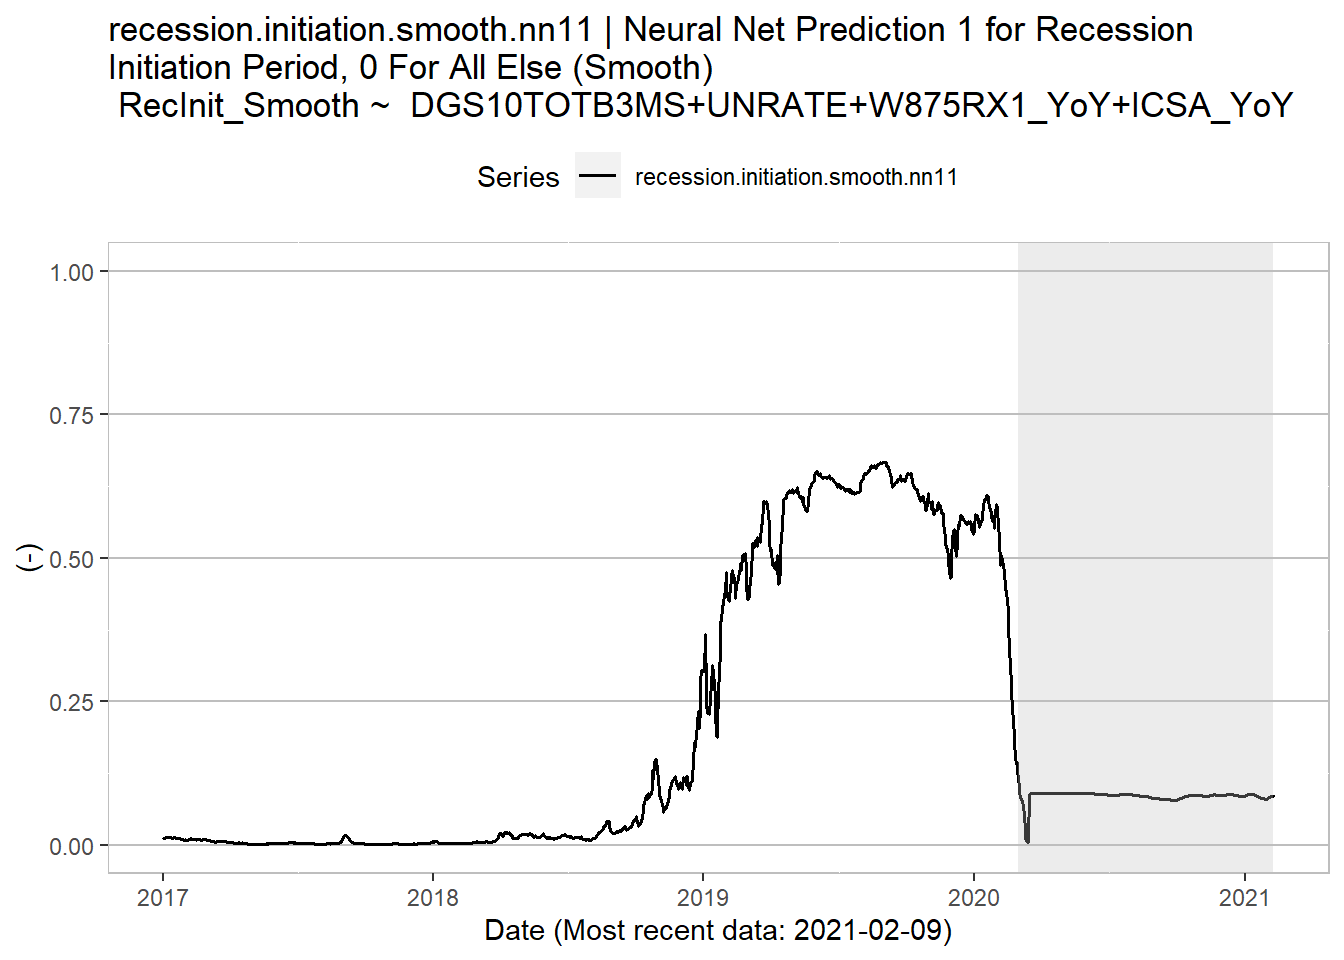 recession.initiation.smooth.nn11 | Neural Net Prediction 1 for Recession
Initiation Period, 0 For All Else (Smooth)
RecInit_Smooth ~ DGS10TOTB3MS+UNRATE+W875RX1_YoY+ICSA_YoY
Series recession.initiation.smooth.nn11
1.00
0.75
0.50
0.25
0.00
(-)
2017 2018 2019 2020 2021
Date (Most recent data: 2021-02-09)